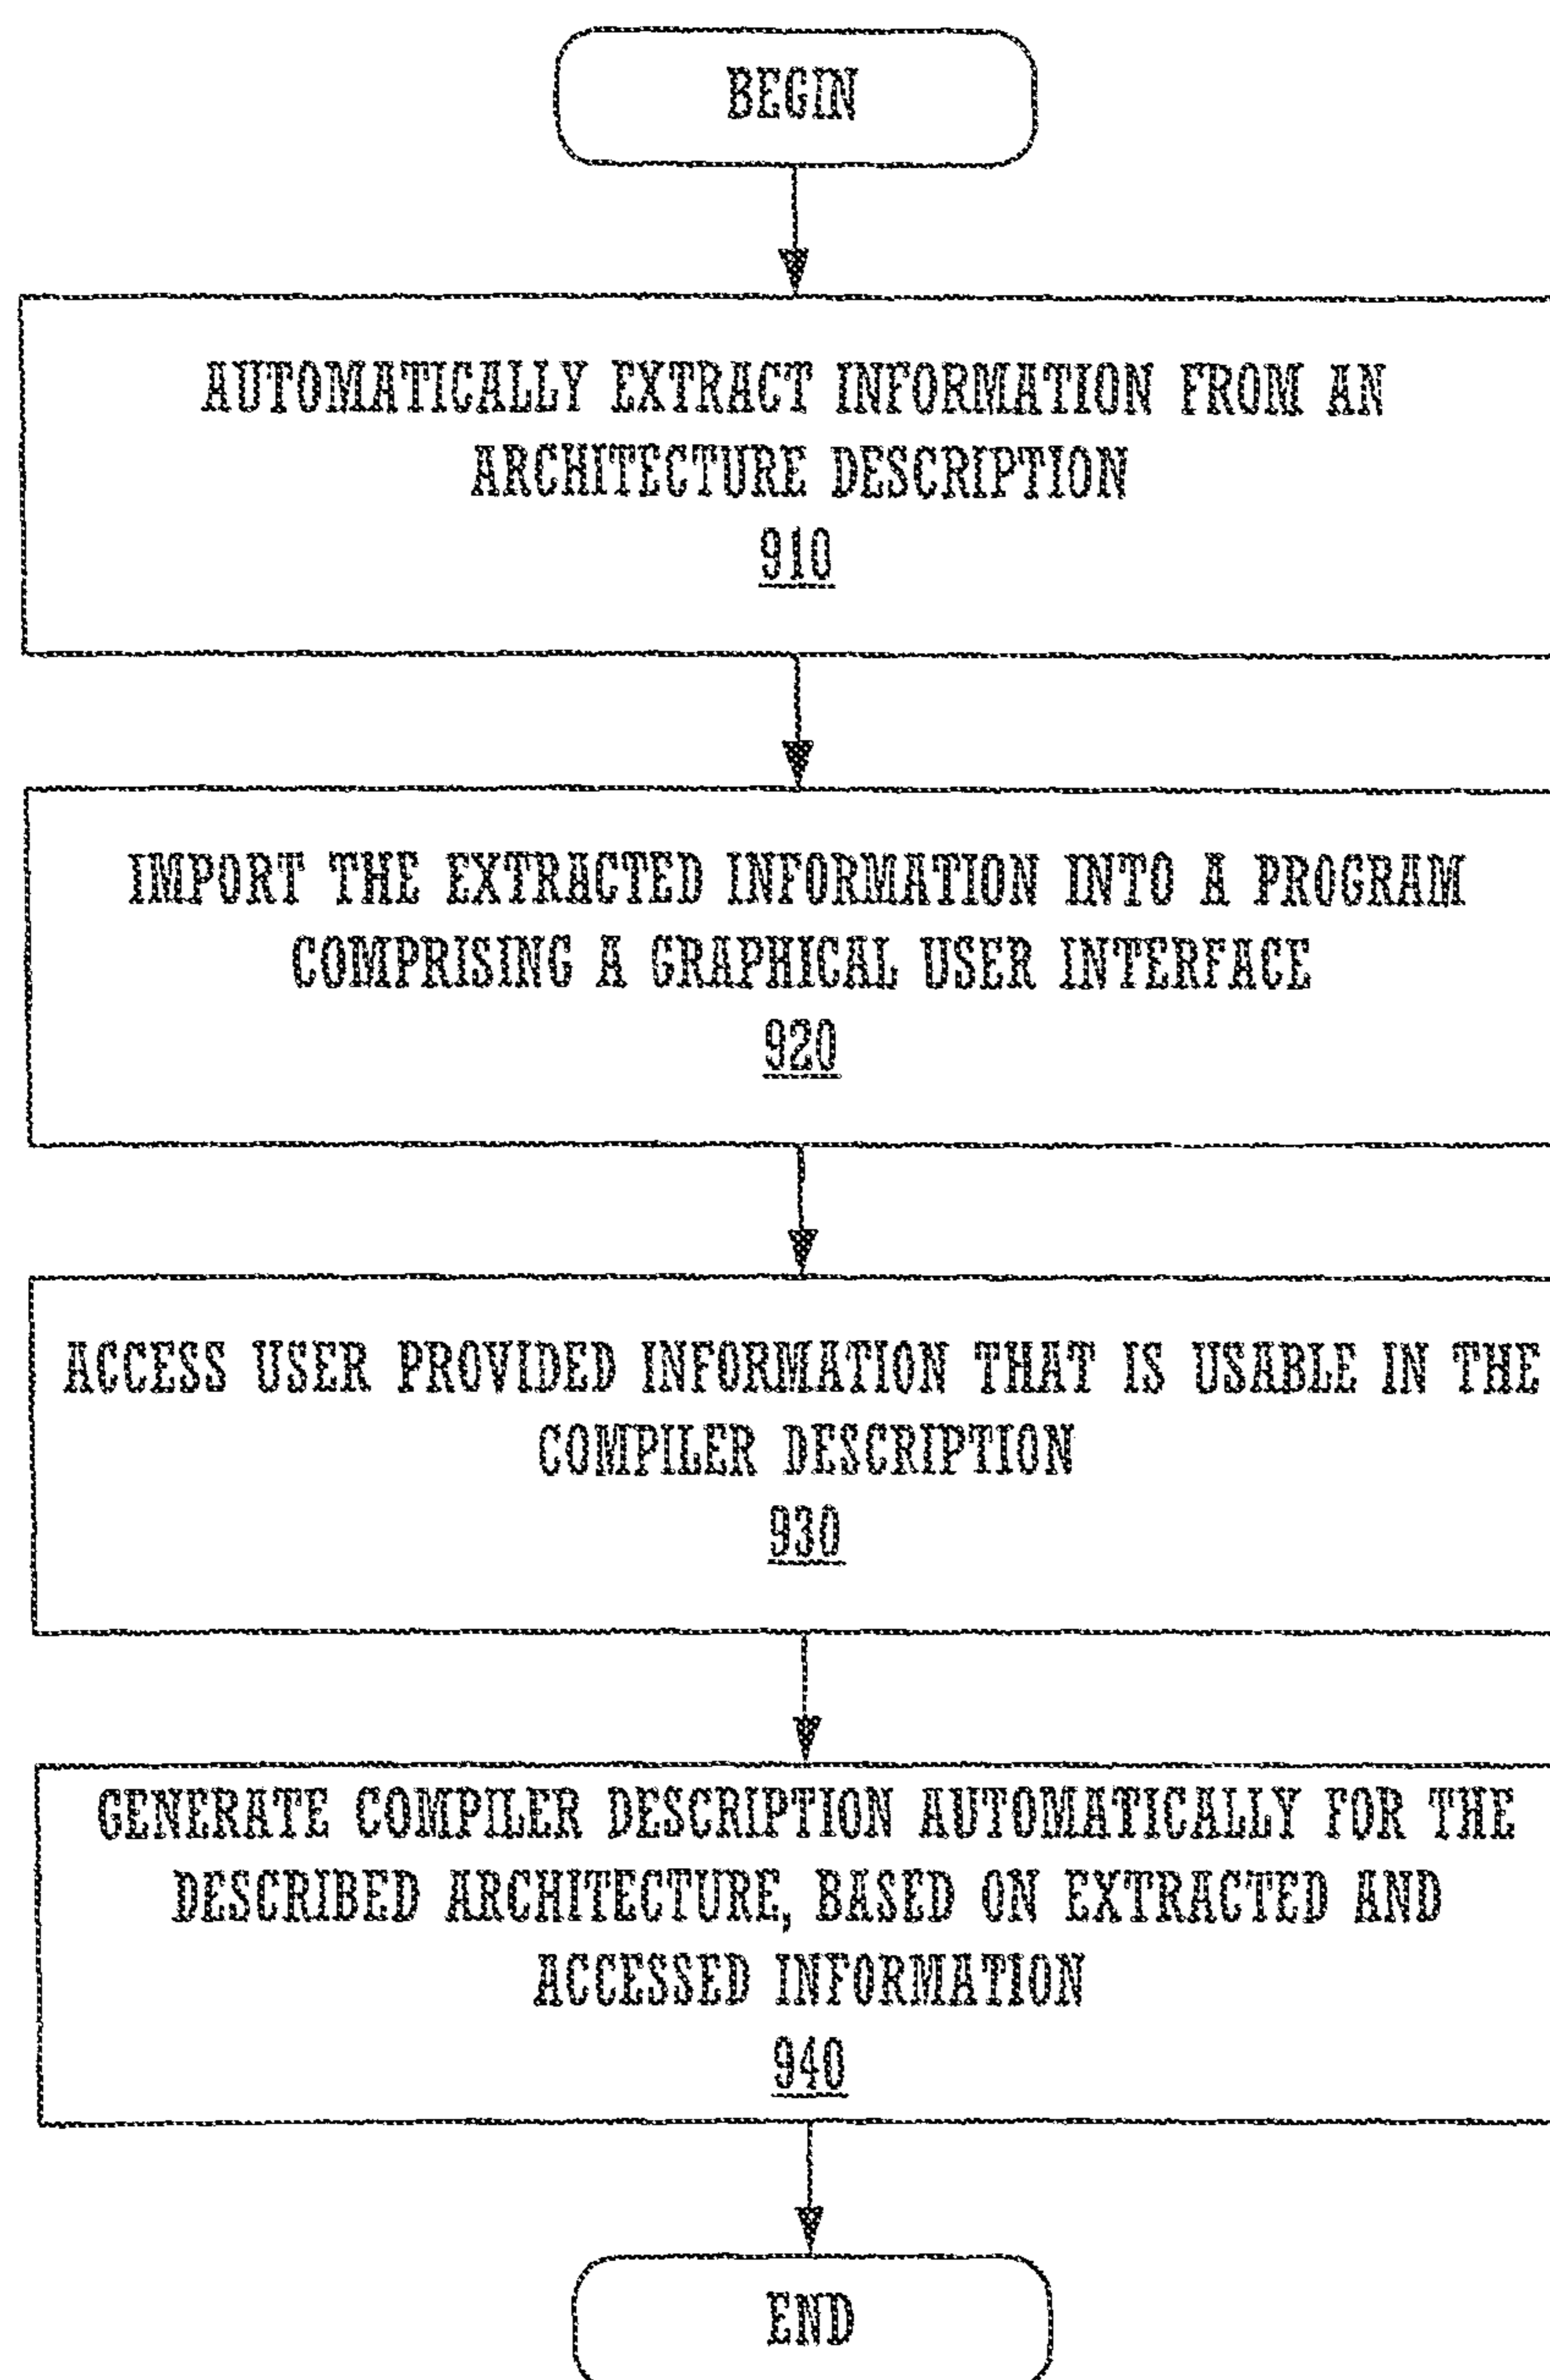 BEGIN
AUTOMATICALLY EXTRACT INFORMATION FROM AN
ARCHITECTURE DESCRIPTION
910
IMPORT THE EXTRACTED INFORMATION INTO A PROGRAM
COMPRISING A GRAPHICAL USER INTERFACE
920
ACCESS USER PROVIDED INFORMATION THAT IS USABLE IN THE
COMPILER DESCRIPTION
930
GENERATE COMPILER DESCRIPTION AUTOMATICALLY FOR THE
DESCRIBED ARCHITECTURE, BASED ON EXTRACTED AND
ACCESSED INFORMATION
940
END